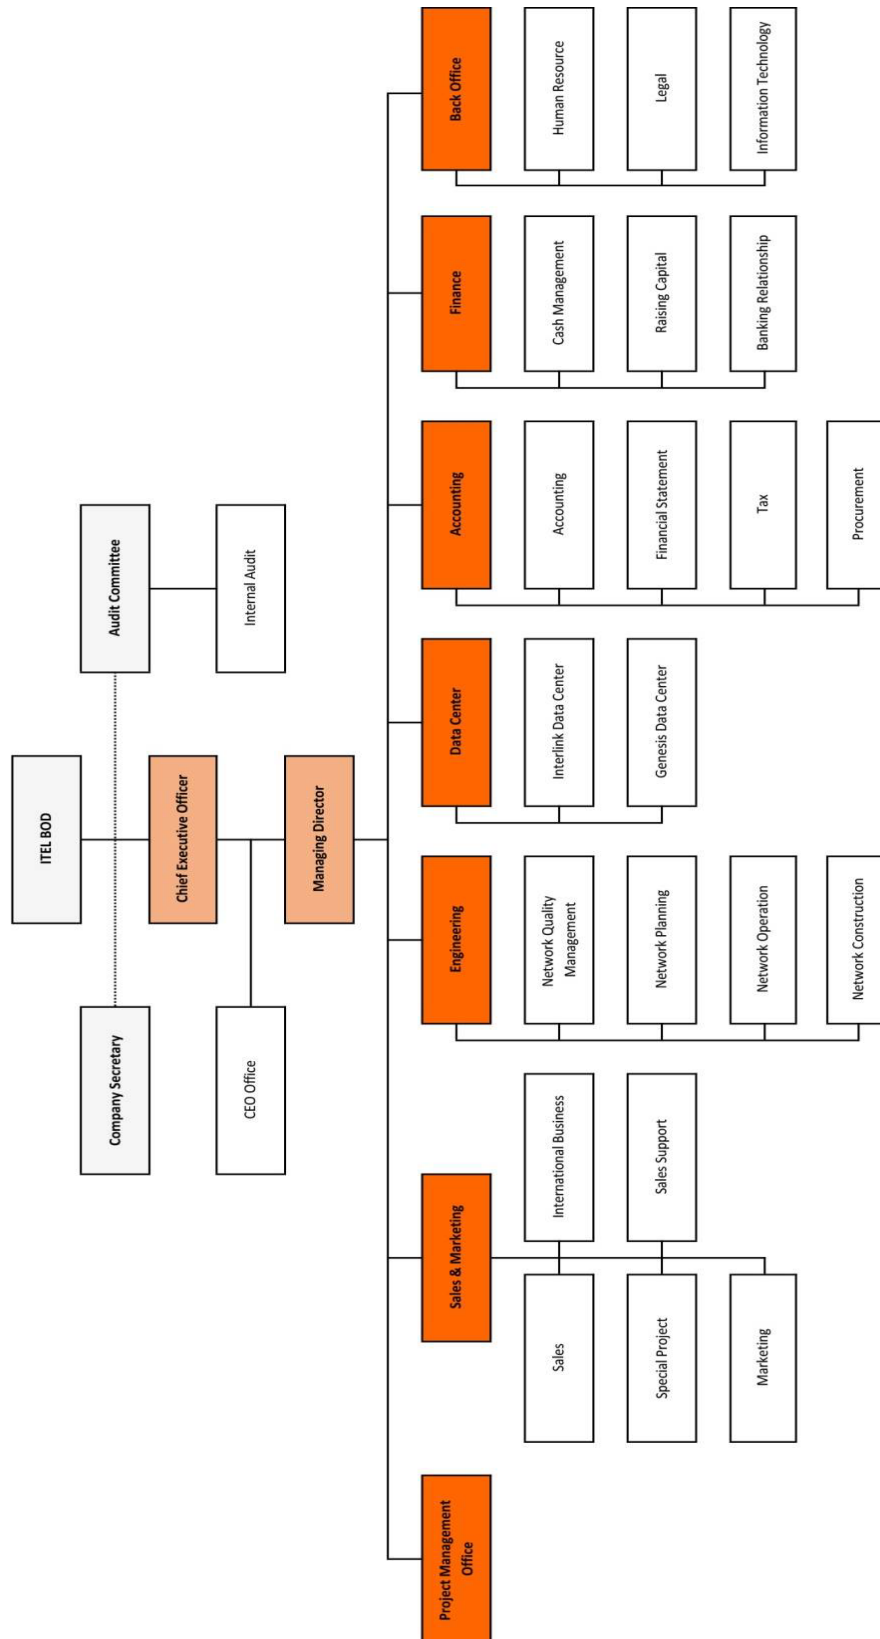 ITEL BOD
Company Secretary
Audit Committee
Chief Executive Officer
CEO Office
Internal Audit
Managing Director
Project Management
Office
Sales & Marketing
Engineering
Data Center
Accounting
Finance
Back Office
Sales
International Business
Network Quality
Management
Interlink Data Center
Accounting
Cash Management
Human Resource
Special Project
Sales Support
Network Planning
Genesis Data Center
Financial Statement
Raising Capital
Legal
Marketing
Network Operation
Tax
Banking Relationship
Information Technology
Network Construction
Procurement